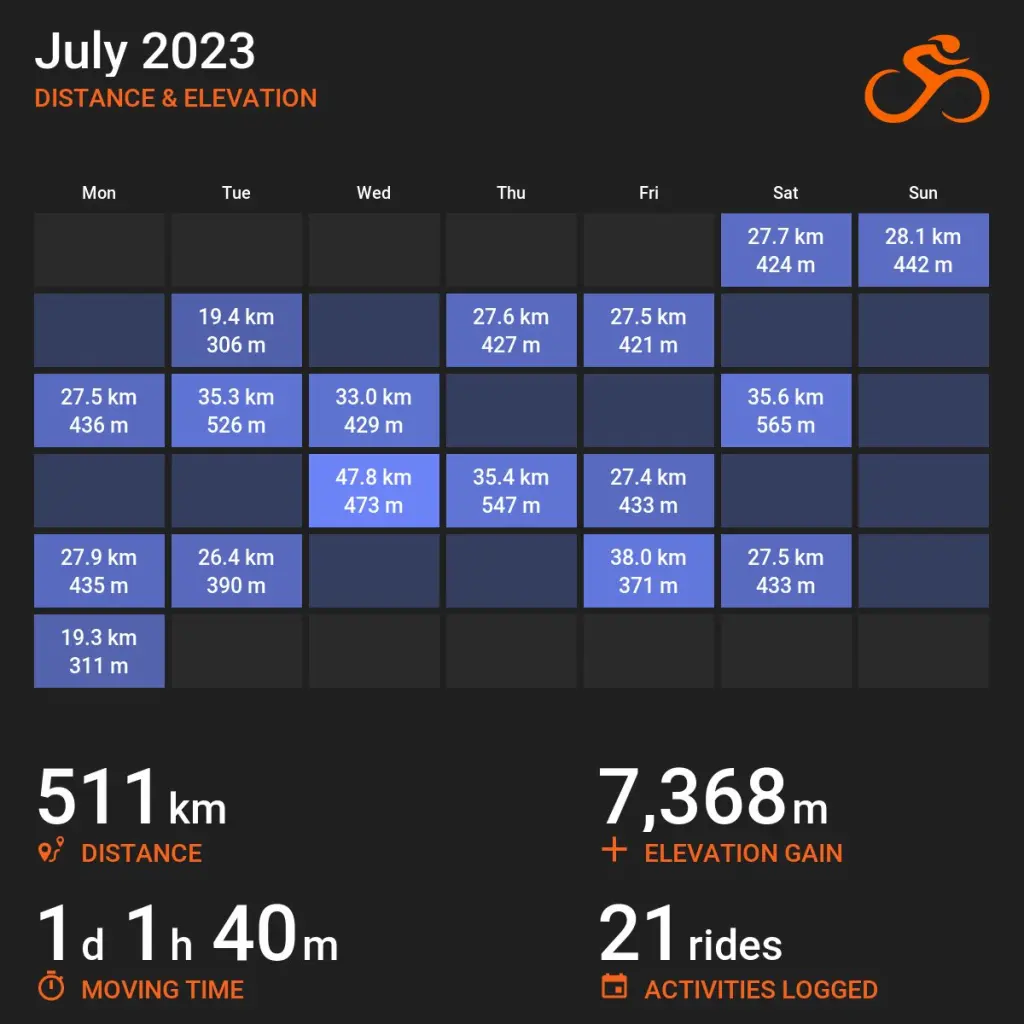 July 2023
DISTANCE & ELEVATION
Mon Tue Wed Thu Fri Sat Sun
27.7 km 28.1 km
424 m 442 m
19.4 km 27.6 km 27.5 km
306 m 427 m 421 m
27.5 km 35.3 km 33.0 km 35.6 km
436 m 526 m 429 m 565 m
47.8 km 35.4 km 27.4 km
473 m 547 m 433 m
27.9 km 26.4 km 38.0 km 27.5 km
435 m 390 m 371 m 433 m
19.3 km
311 m
511 km 7,368 m
DISTANCE ELEVATION GAIN
1d 1h 40m 21 rides
MOVING TIME ACTIVITIES LOGGED